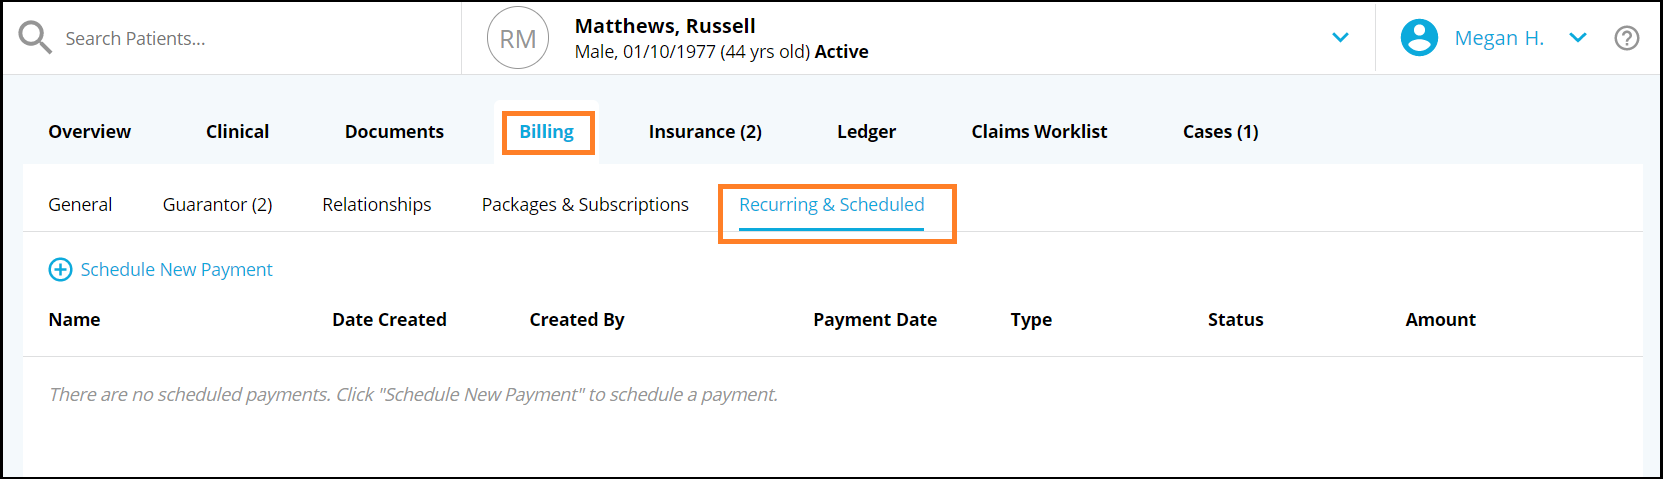 Search Patients...
RM
Matthews, Russell
Male, 01/10/1977 (44 yrs old) Active
Megan H.
?
Overview Clinical Documents Billing Insurance (2) Ledger Claims Worklist Cases (1)
General Guarantor (2) Relationships Packages & Subscriptions Recurring & Scheduled
Schedule New Payment
Name Date Created Created By Payment Date Type Status Amount
There are no scheduled payments. Click "Schedule New Payment" to schedule a payment.